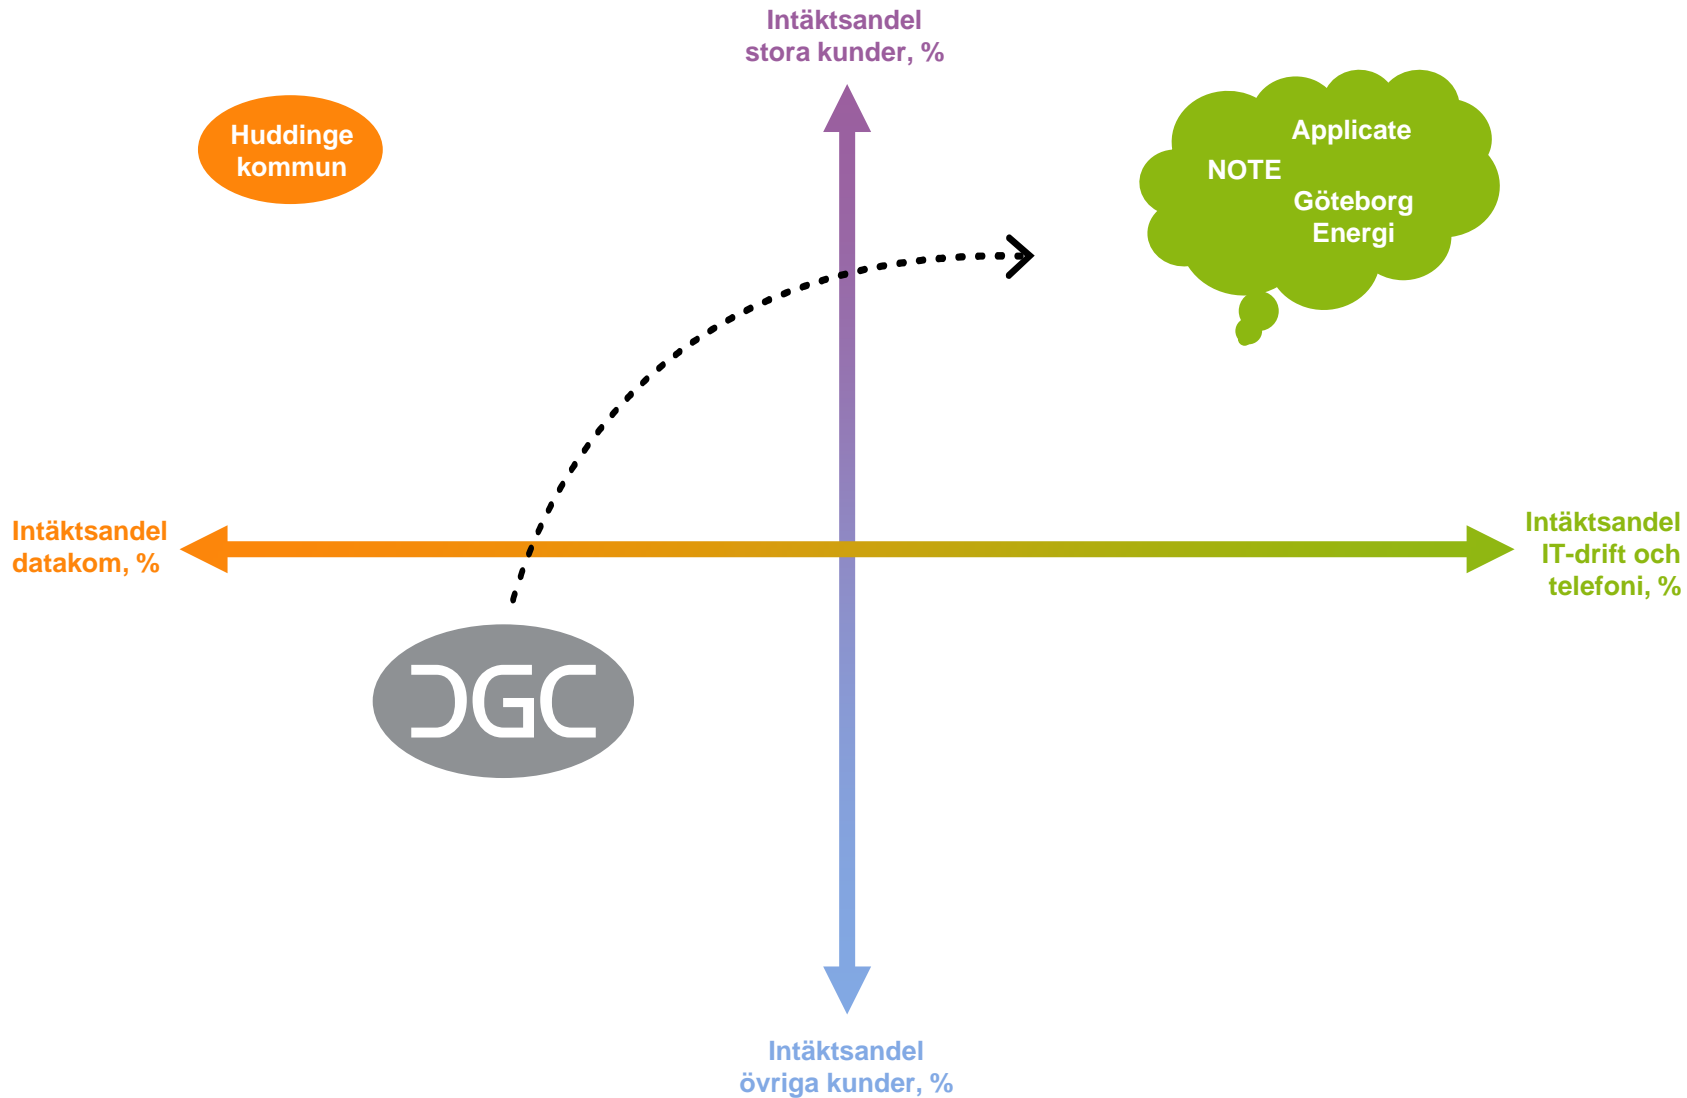 Intäktsandel
stora kunder, %
Huddinge
kommun
Applicate
NOTE
Göteborg
Energi
Intäktsandel
datakom, %
Intäktsandel
IT-drift och
telefoni, %
DGC
Intäktsandel
övriga kunder, %